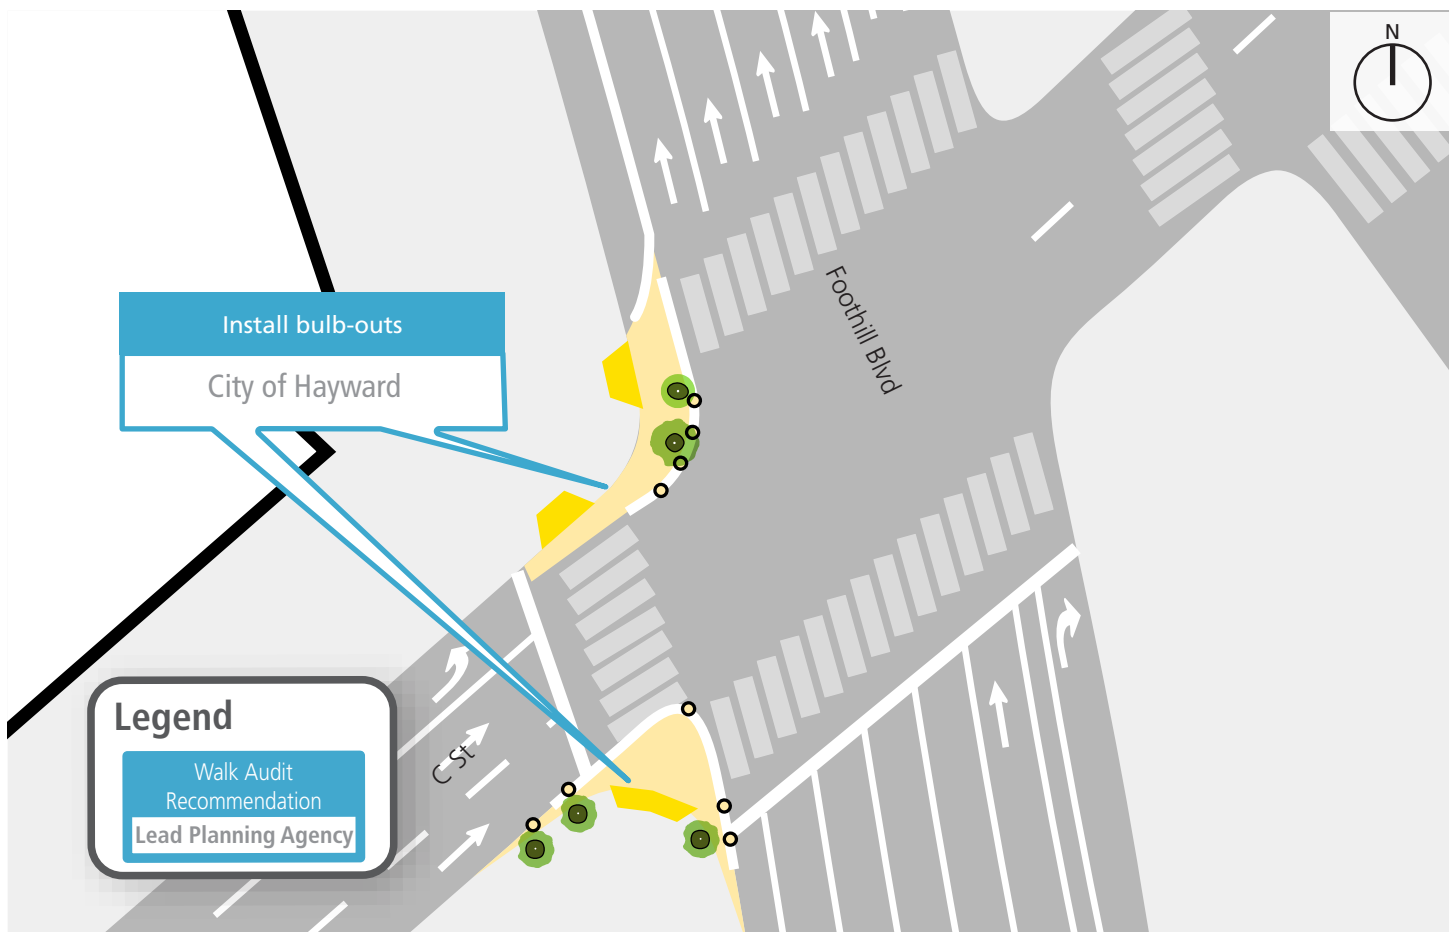 N
Install bulb-outs
City of Hayward
Foothill Blvd
C St
Legend
Walk Audit
Recommendation
Lead Planning Agency